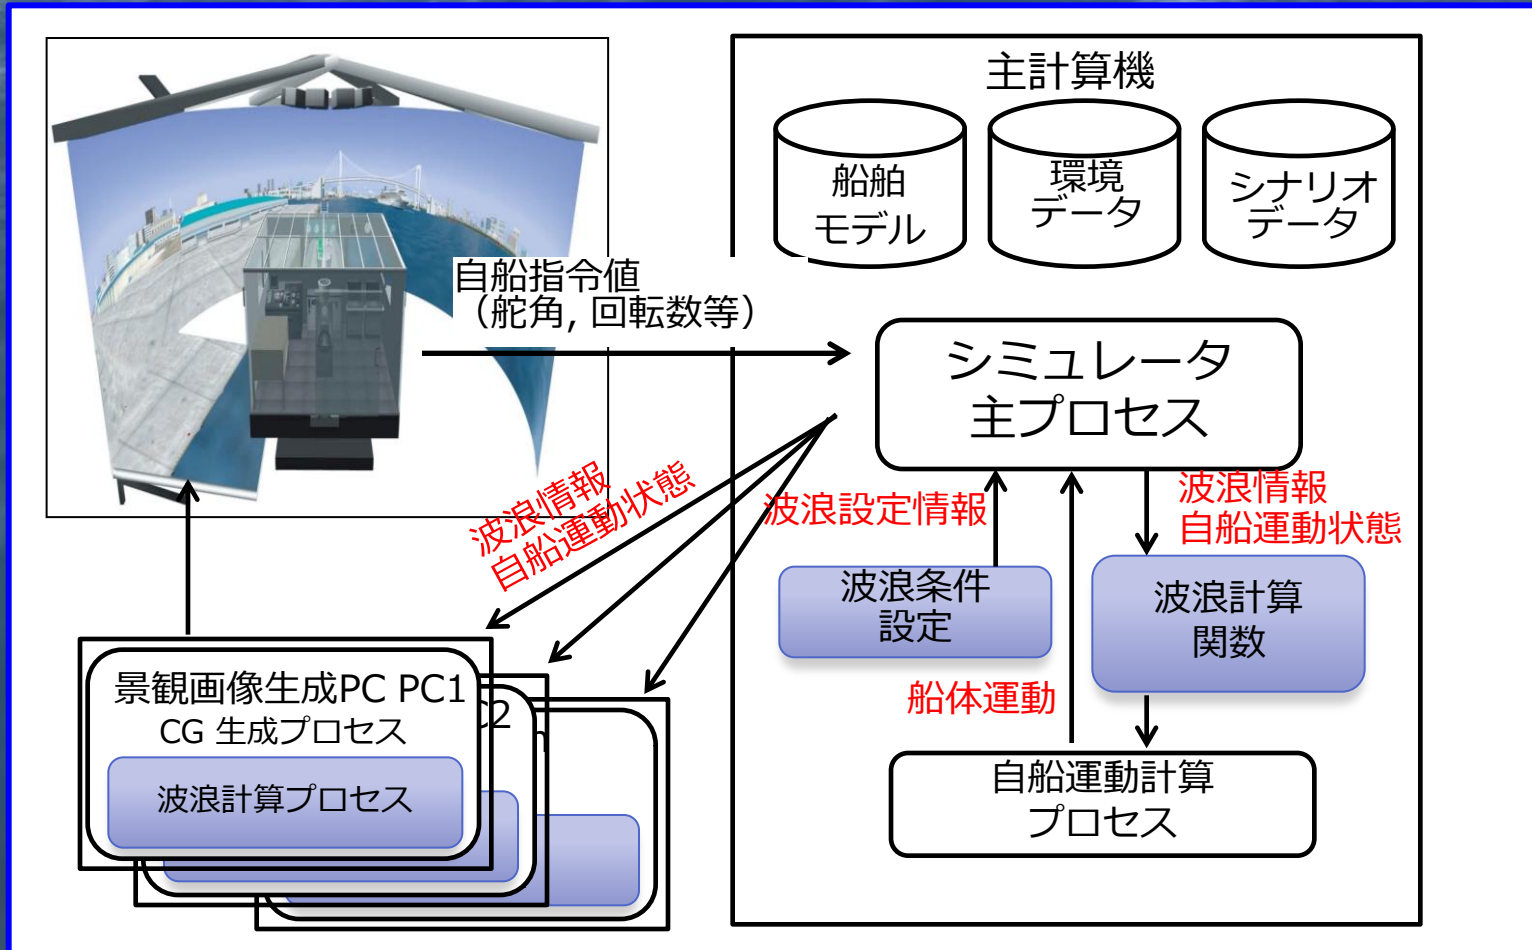 主計算機
船舶
モデル
環境
データ
シナリオ
データ
自船指令値
（舵角, 回転数等）
シミュレータ
主プロセス
波浪情報
自船運動状態
波浪設定情報
波浪情報
自船運動状態
波浪条件
設定
波浪計算
関数
船体運動
自船運動計算
プロセス
景観画像生成PC PC1
CG 生成プロセス
波浪計算プロセス
C2